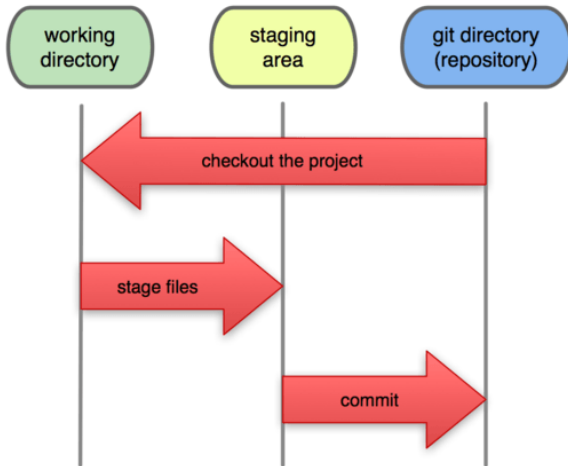 working
directory
staging
area
git directory
(repository)
checkout the project
stage files
commit